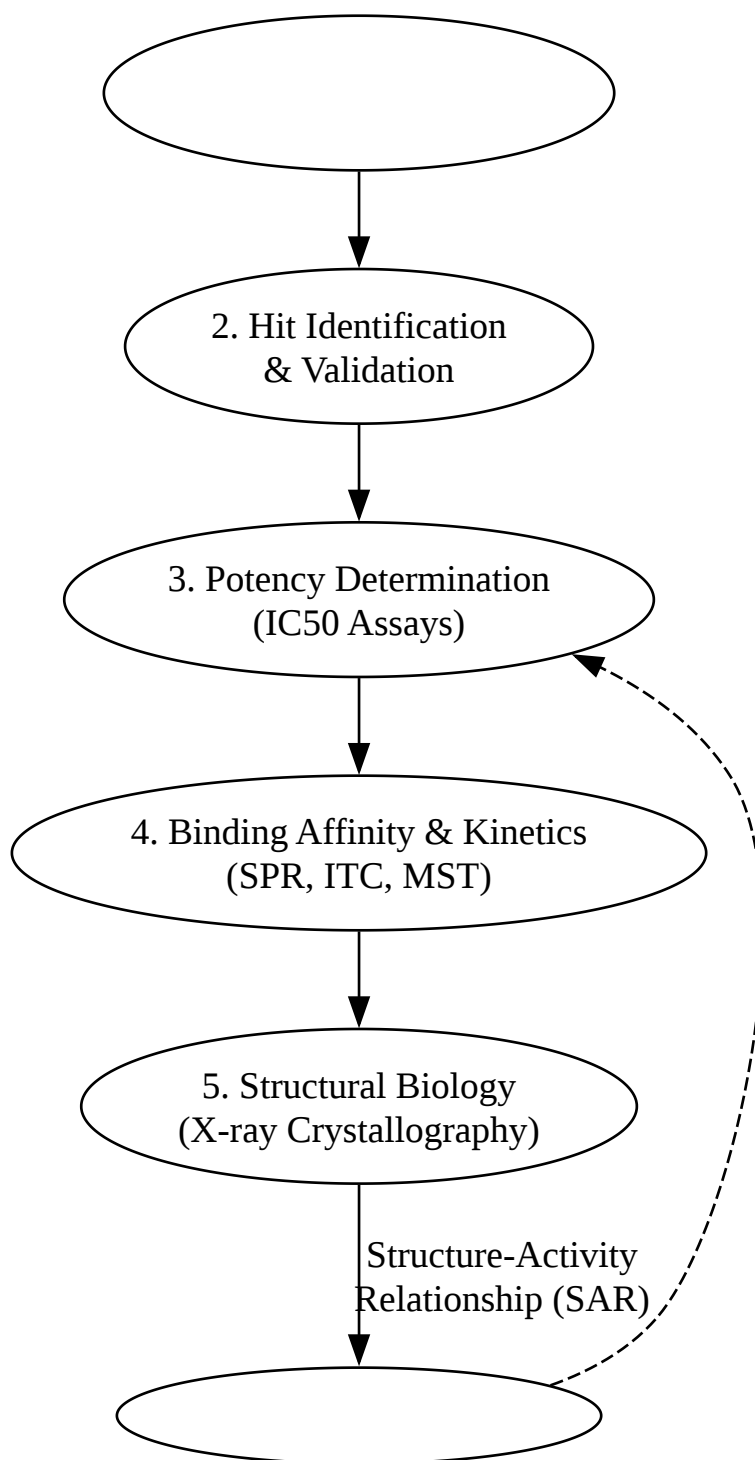 2. Hit Identification
& Validation
3. Potency Determination
(IC50 Assays)
4. Binding Affinity & Kinetics
(SPR, ITC, MST)
5. Structural Biology
(X-ray Crystallography)
Structure-Activity
Relationship (SAR)